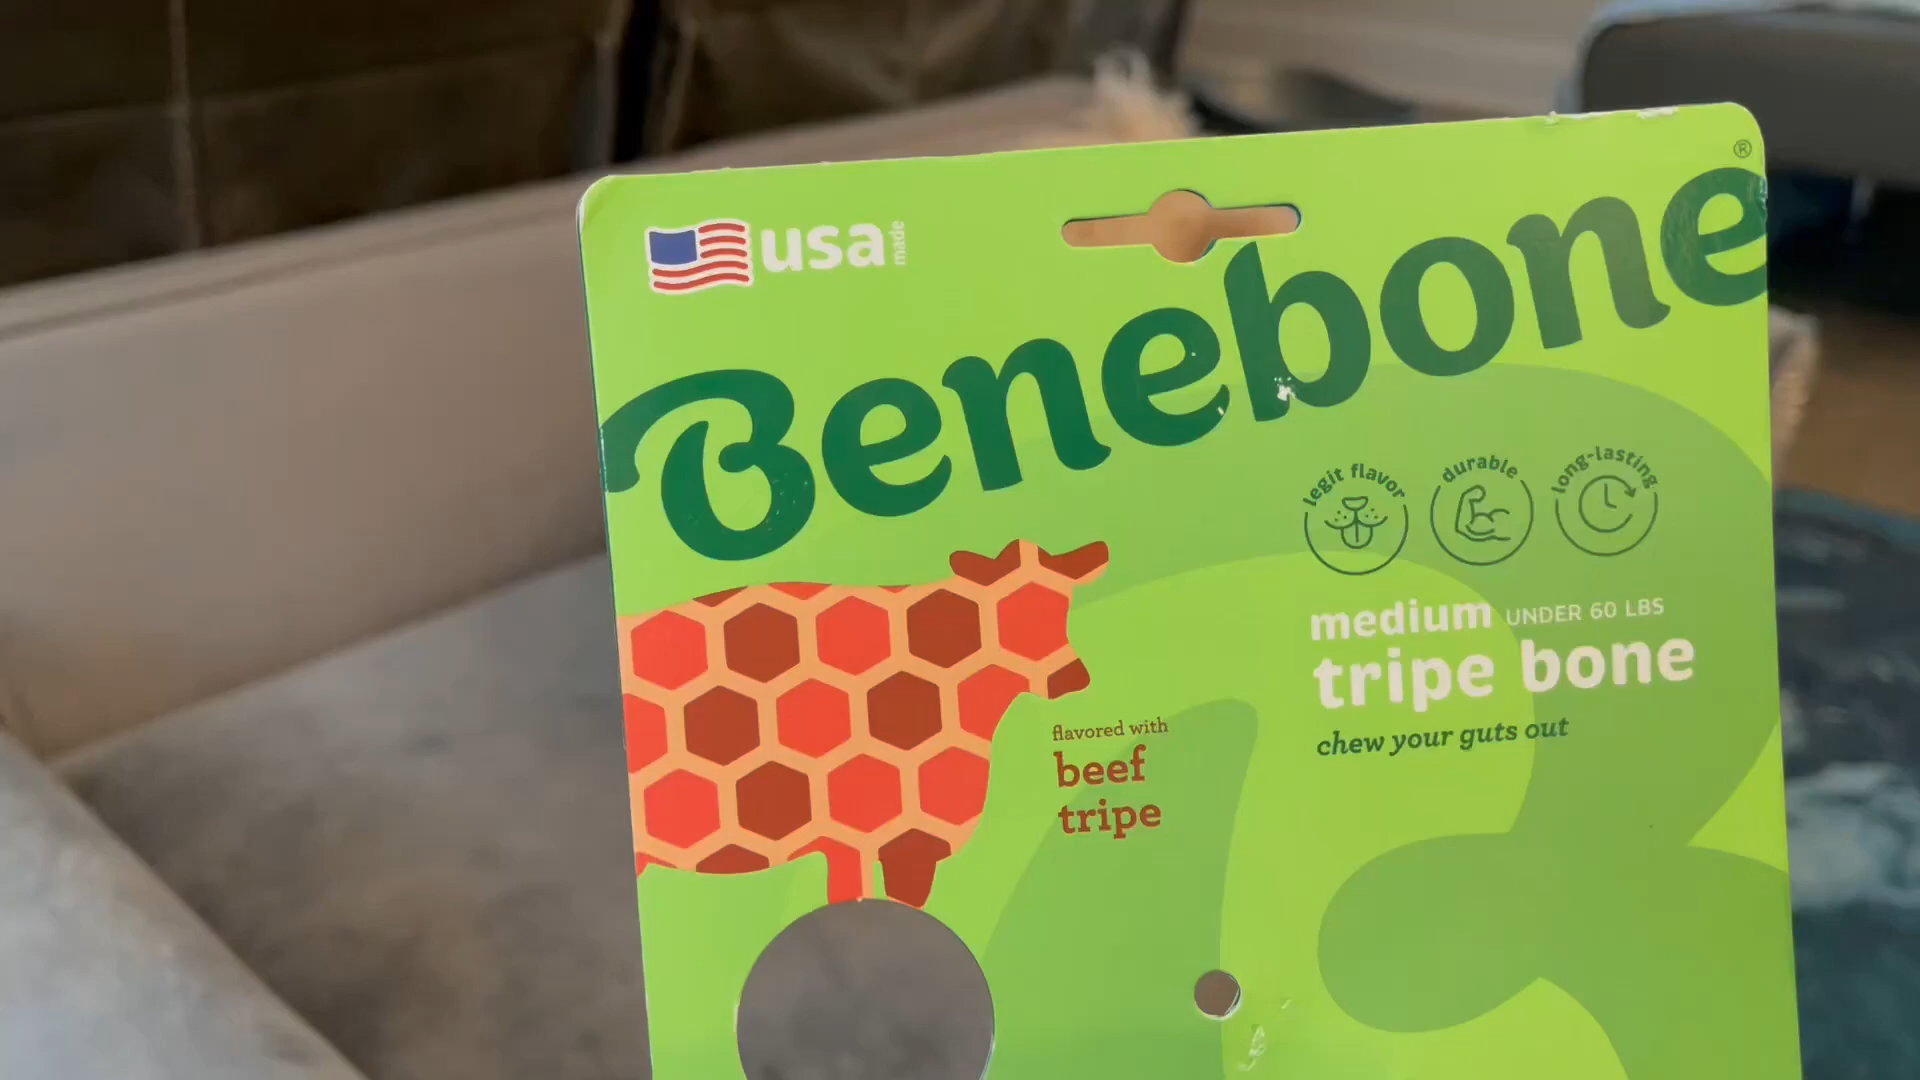 usa made
Benebone®
legit flavor
durable
long-lasting
medium UNDER 60 LBS
tripe bone
chew your guts out
flavored with
beef
tripe